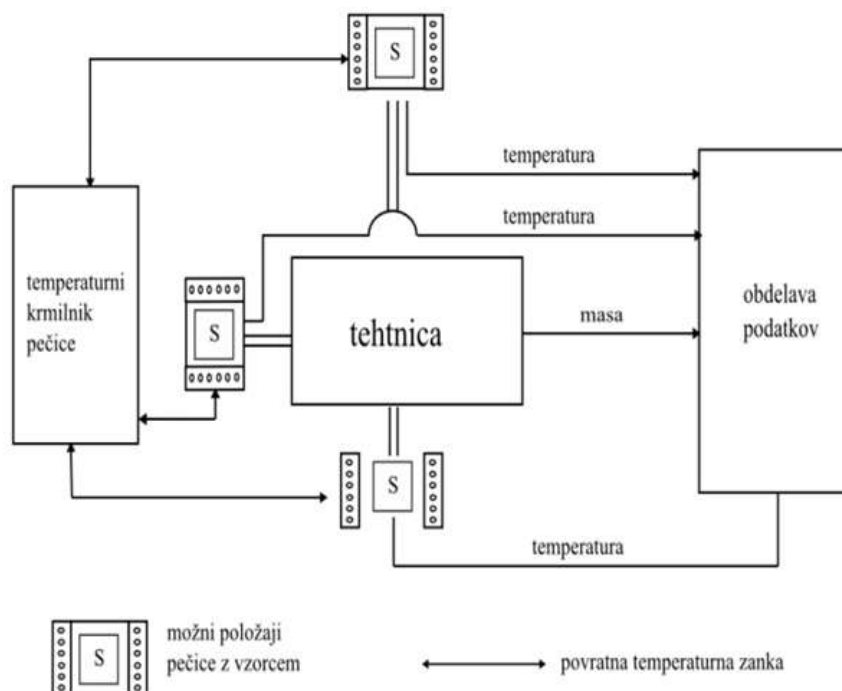 S
temperatura
temperatura
temperaturni
krmilnik
pečice
S
tehtnica
masa
obdelava
podatkov
S
temperatura
S
možni položaji
pečice z vzorcem
povratna temperaturna zanka